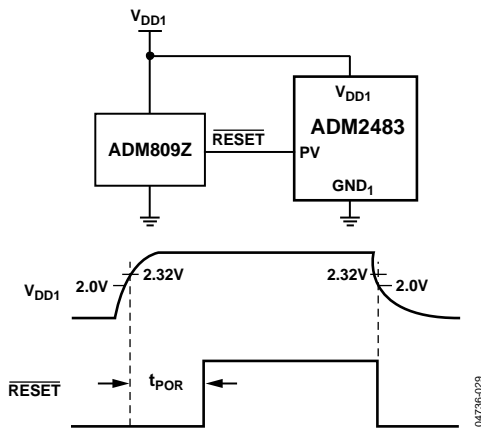 VDD1
VDD1
ADM2483
ADM809Z
RESET
PV
GND1
VDD1
2.0V
2.32V
2.32V
2.0V
RESET
tPOR
04736-029